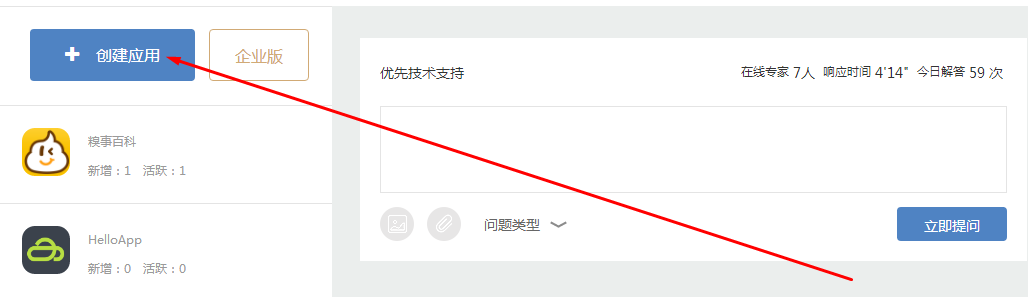 创建应用
企业版
糗事百科
新增：1 活跃：1
HelloApp
新增：0 活跃：0
优先技术支持
在线专家 7人 响应时间 4'14" 今日解答 59 次
问题类型
立即提问